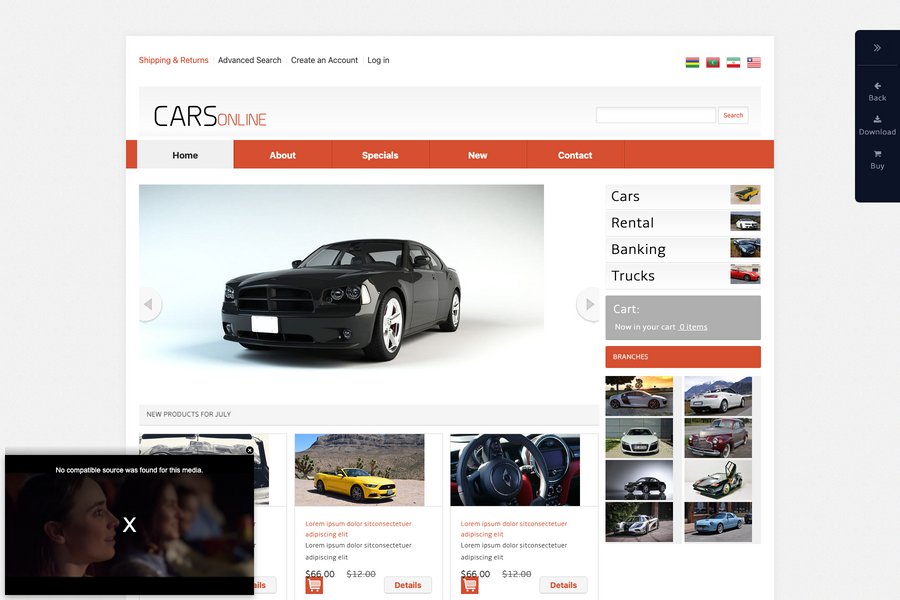 Shipping & Returns Advanced Search Create an Account Log in
CARSONLINE
Search
Home About Specials New Contact
Cars
Rental
Banking
Trucks
Cart:
Now in your cart 0 items
BRANCHES
NEW PRODUCTS FOR JULY
Back
Download
Buy
No compatible source was found for this media.
X
Lorem ipsum dolor sitconsectetuer
adipiscing elit
Lorem ipsum dolor sitconsectetuer
adipiscing elit
$66.00 $12.00
Details
Lorem ipsum dolor sitconsectetuer
adipiscing elit
Lorem ipsum dolor sitconsectetuer
adipiscing elit
$66.00 $12.00
Details